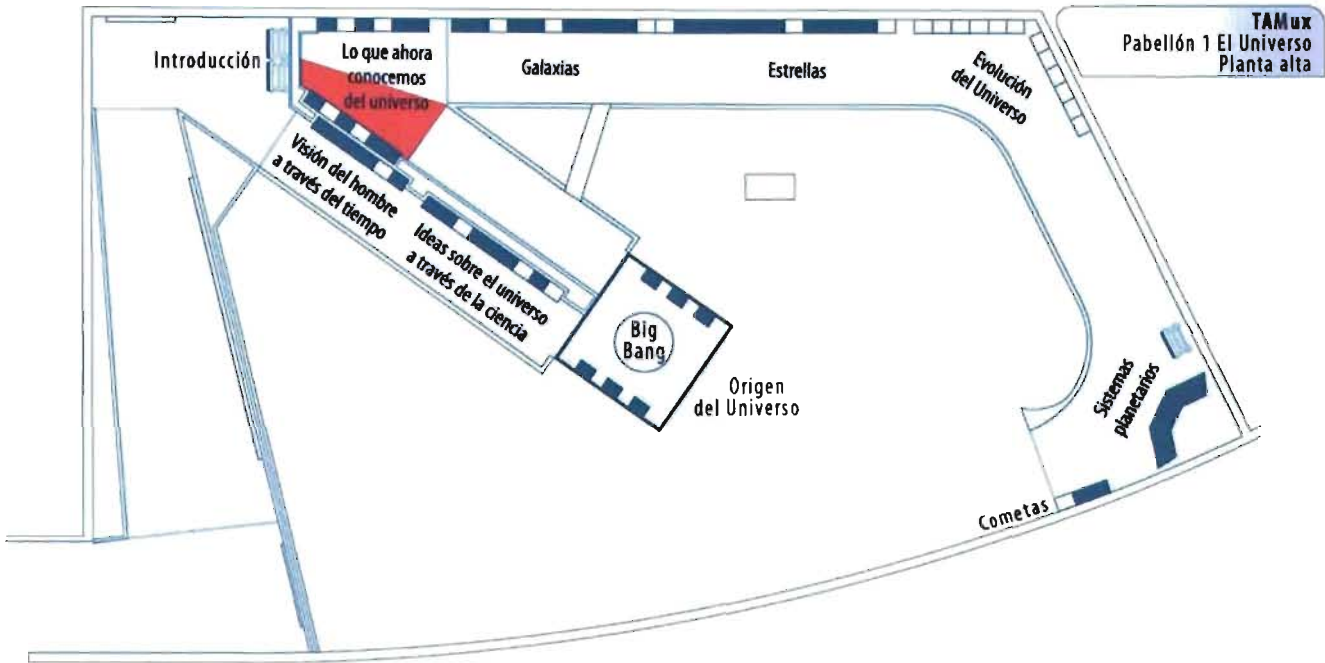 TAMux
Pabellón 1 El Universo
Planta alta
Introducción
Lo que ahora
conocemos
del universo
Galaxias
Estrellas
Evolución
del Universo
Visión del hombre
a través del tiempo
Ideas sobre el universo
a través de la ciencia
Big
Bang
Origen
del Universo
Sistemas
planetarios
Cometas